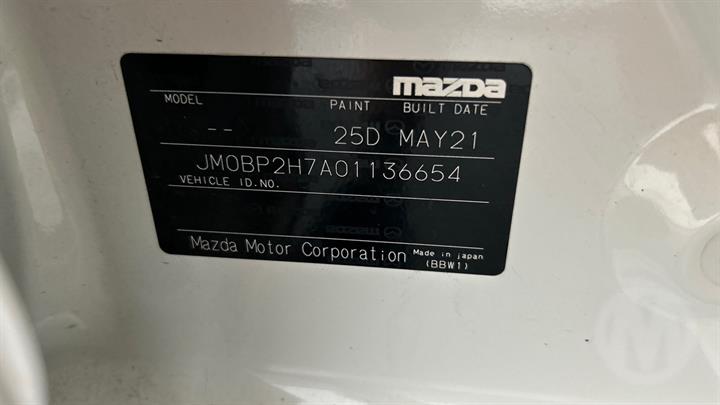 mazda
MODEL PAINT BUILT DATE
-- 25D MAY21
JM0BP2H7A01136654
VEHICLE ID.NO.
Mazda Motor Corporation Made in japan
(BBW1)
M